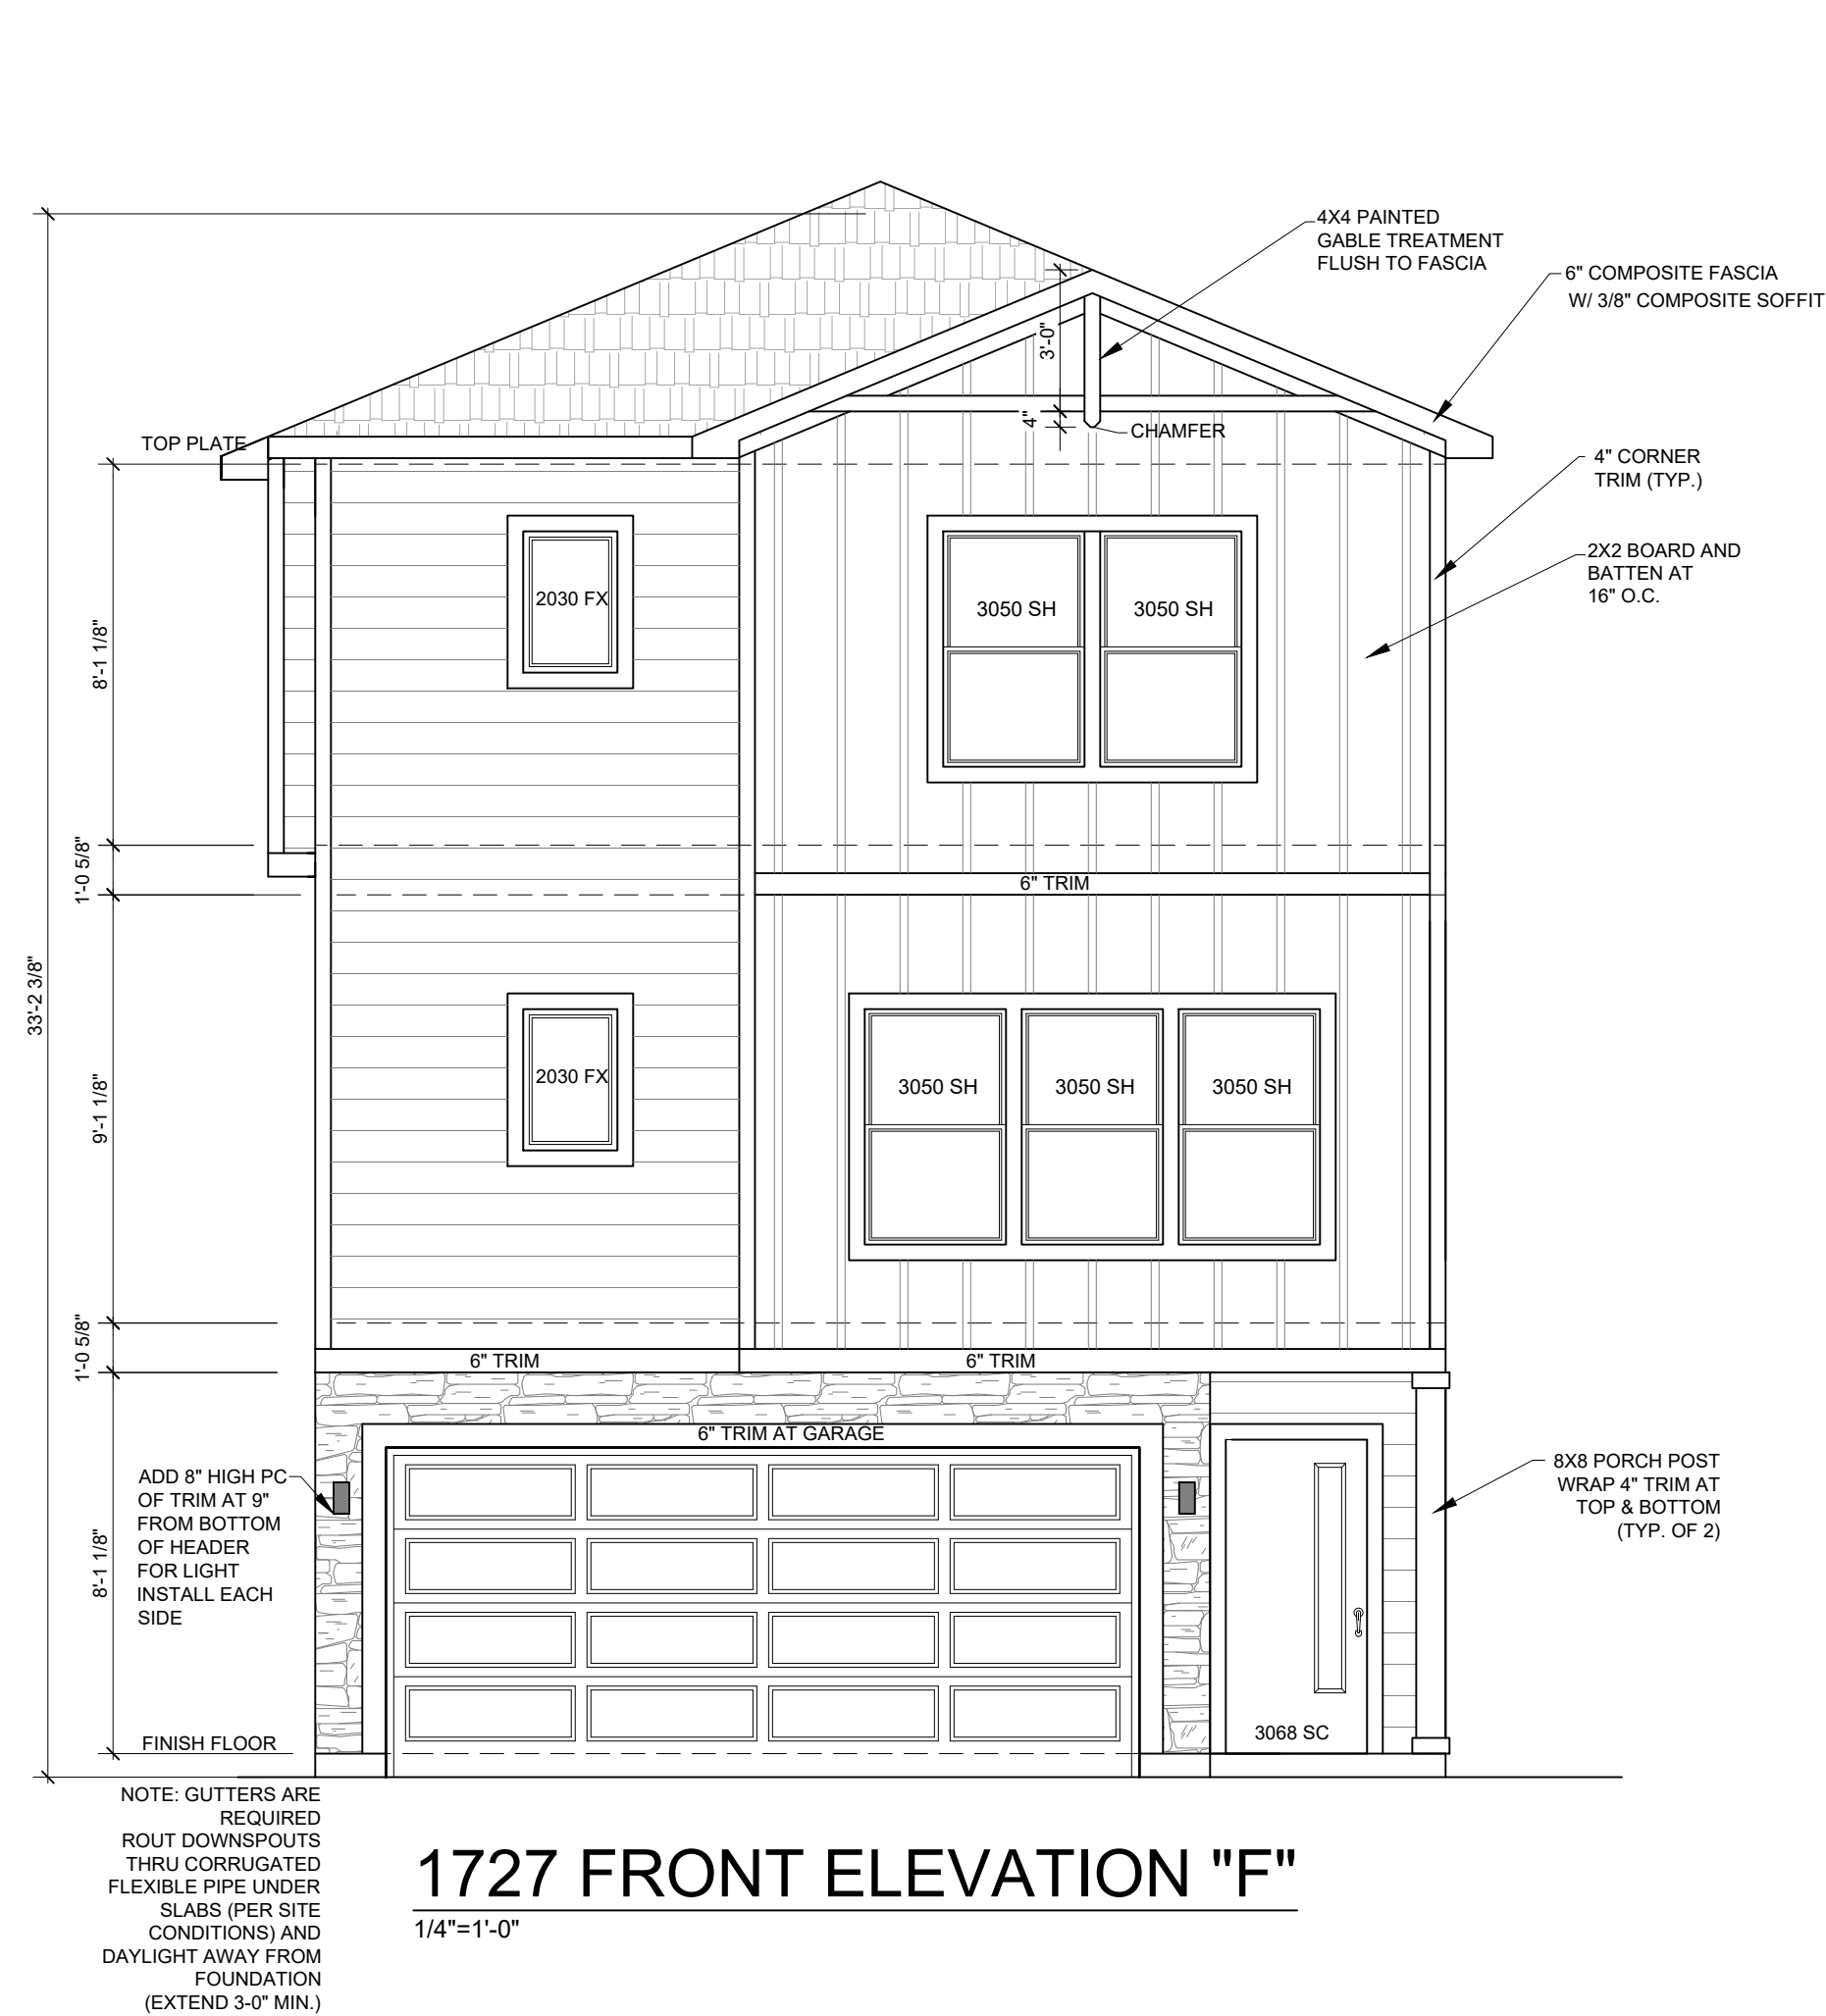 4X4 PAINTED
GABLE TREATMENT
FLUSH TO FASCIA
6" COMPOSITE FASCIA
W/ 3/8" COMPOSITE SOFFIT
3'-0"
4"
CHAMFER
TOP PLATE
4" CORNER
TRIM (TYP.)
2X2 BOARD AND
BATTEN AT
16" O.C.
2030 FX
3050 SH
3050 SH
8'-1 1/8"
1'-0 5/8"
6" TRIM
33'-2 3/8"
9'-1 1/8"
2030 FX
3050 SH
3050 SH
3050 SH
1'-0 5/8"
6" TRIM
6" TRIM
6" TRIM AT GARAGE
ADD 8" HIGH PC
OF TRIM AT 9"
FROM BOTTOM
OF HEADER
FOR LIGHT
INSTALL EACH
SIDE
8'-1 1/8"
8X8 PORCH POST
WRAP 4" TRIM AT
TOP & BOTTOM
(TYP. OF 2)
3068 SC
FINISH FLOOR
NOTE: GUTTERS ARE
REQUIRED
ROUT DOWNSPOUTS
THRU CORRUGATED
FLEXIBLE PIPE UNDER
SLABS (PER SITE
CONDITIONS) AND
DAYLIGHT AWAY FROM
FOUNDATION
(EXTEND 3-0" MIN.)
1727 FRONT ELEVATION "F"
1/4"=1'-0"